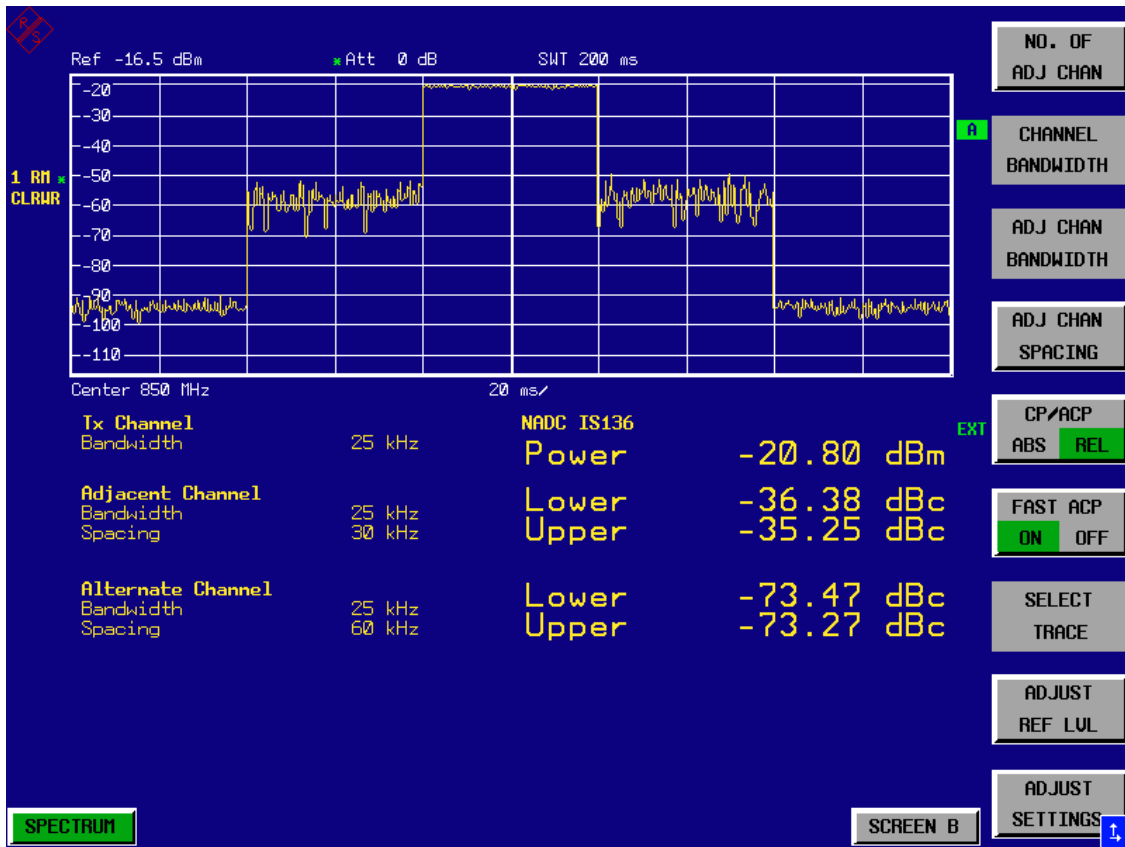 R/S
Ref -16.5 dBm *Att 0 dB SWT 200 ms
-20
-30
-40
-50
-60
-70
-80
-90
-100
-110
1 RM *
CLRWR
A
Center 850 MHz 20 ms/
Tx Channel
Bandwidth 25 kHz
NADC IS136
Power -20.80 dBm
EXT
Adjacent Channel
Bandwidth 25 kHz
Spacing 30 kHz
Lower -36.38 dBc
Upper -35.25 dBc
Alternate Channel
Bandwidth 25 kHz
Spacing 60 kHz
Lower -73.47 dBc
Upper -73.27 dBc
NO. OF
ADJ CHAN
CHANNEL
BANDWIDTH
ADJ CHAN
BANDWIDTH
ADJ CHAN
SPACING
CP/ACP
ABS REL
FAST ACP
ON OFF
SELECT
TRACE
ADJUST
REF LVL
ADJUST
SETTINGS
SPECTRUM
SCREEN B